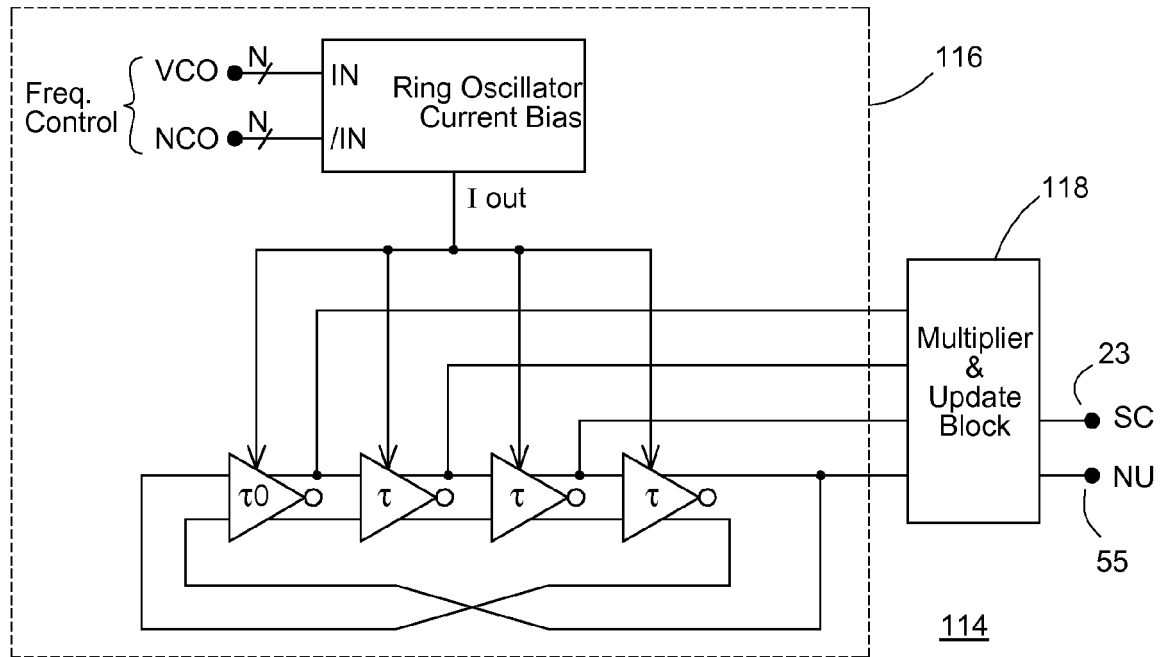 Freq.
Control
VCO
N
IN
NCO
N
/IN
Ring Oscillator
Current Bias
I out
116
118
Multiplier
&
Update
Block
23
SC
NU
55
τ0
τ
τ
τ
114